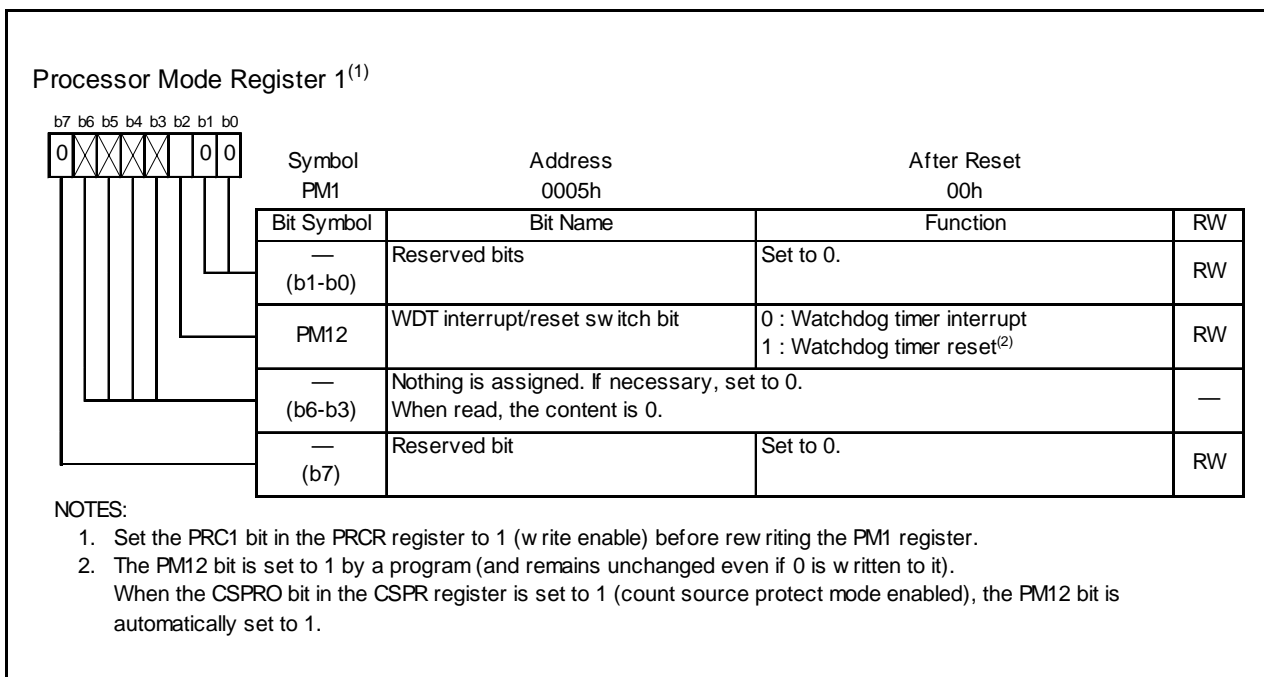 Processor Mode Register 1(1)
b7 b6 b5 b4 b3 b2 b1 b0
0 0 0
Symbol Address After Reset
PM1 0005h 00h
Bit Symbol Bit Name Function RW
— (b1-b0) Reserved bits Set to 0. RW
PM12 WDT interrupt/reset switch bit 0 : Watchdog timer interrupt
1 : Watchdog timer reset(2) RW
— (b6-b3) Nothing is assigned. If necessary, set to 0.
When read, the content is 0. —
— (b7) Reserved bit Set to 0. RW
NOTES:
1. Set the PRC1 bit in the PRCR register to 1 (write enable) before rewriting the PM1 register.
2. The PM12 bit is set to 1 by a program (and remains unchanged even if 0 is written to it).
When the CSPRO bit in the CSPR register is set to 1 (count source protect mode enabled), the PM12 bit is
automatically set to 1.